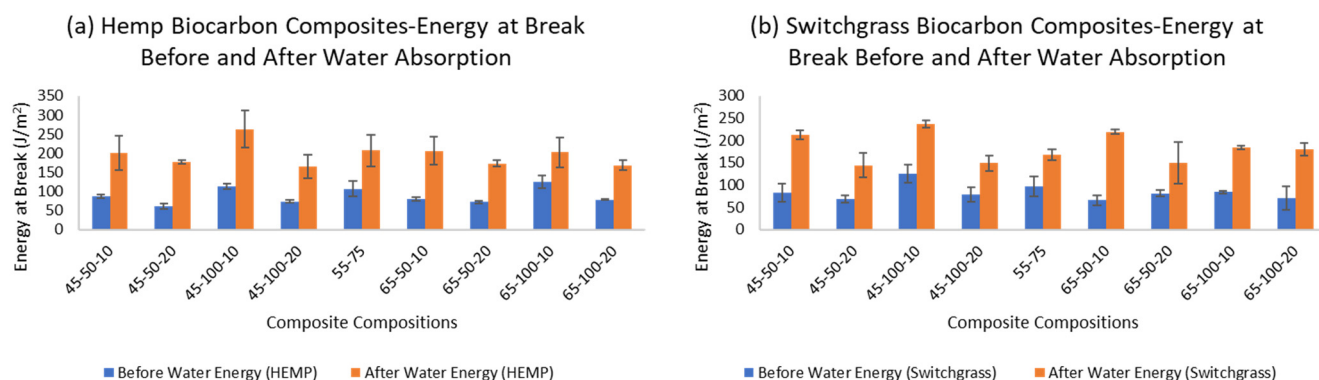 (a) Hemp Biocarbon Composites-Energy at Break
Before and After Water Absorption
Energy at Break (J/m²)
350
300
250
200
150
100
50
0
45-50-10
45-50-20
45-100-10
45-100-20
55-75
65-50-10
65-50-20
65-100-10
65-100-20
Composite Compositions
Before Water Energy (HEMP)
After Water Energy (HEMP)
(b) Switchgrass Biocarbon Composites-Energy at
Break Before and After Water Absorption
Energy at Break (J/m²)
300
250
200
150
100
50
0
45-50-10
45-50-20
45-100-10
45-100-20
55-75
65-50-10
65-50-20
65-100-10
65-100-20
Composite Compositions
Before Water Energy (Switchgrass)
After Water Energy (Switchgrass)